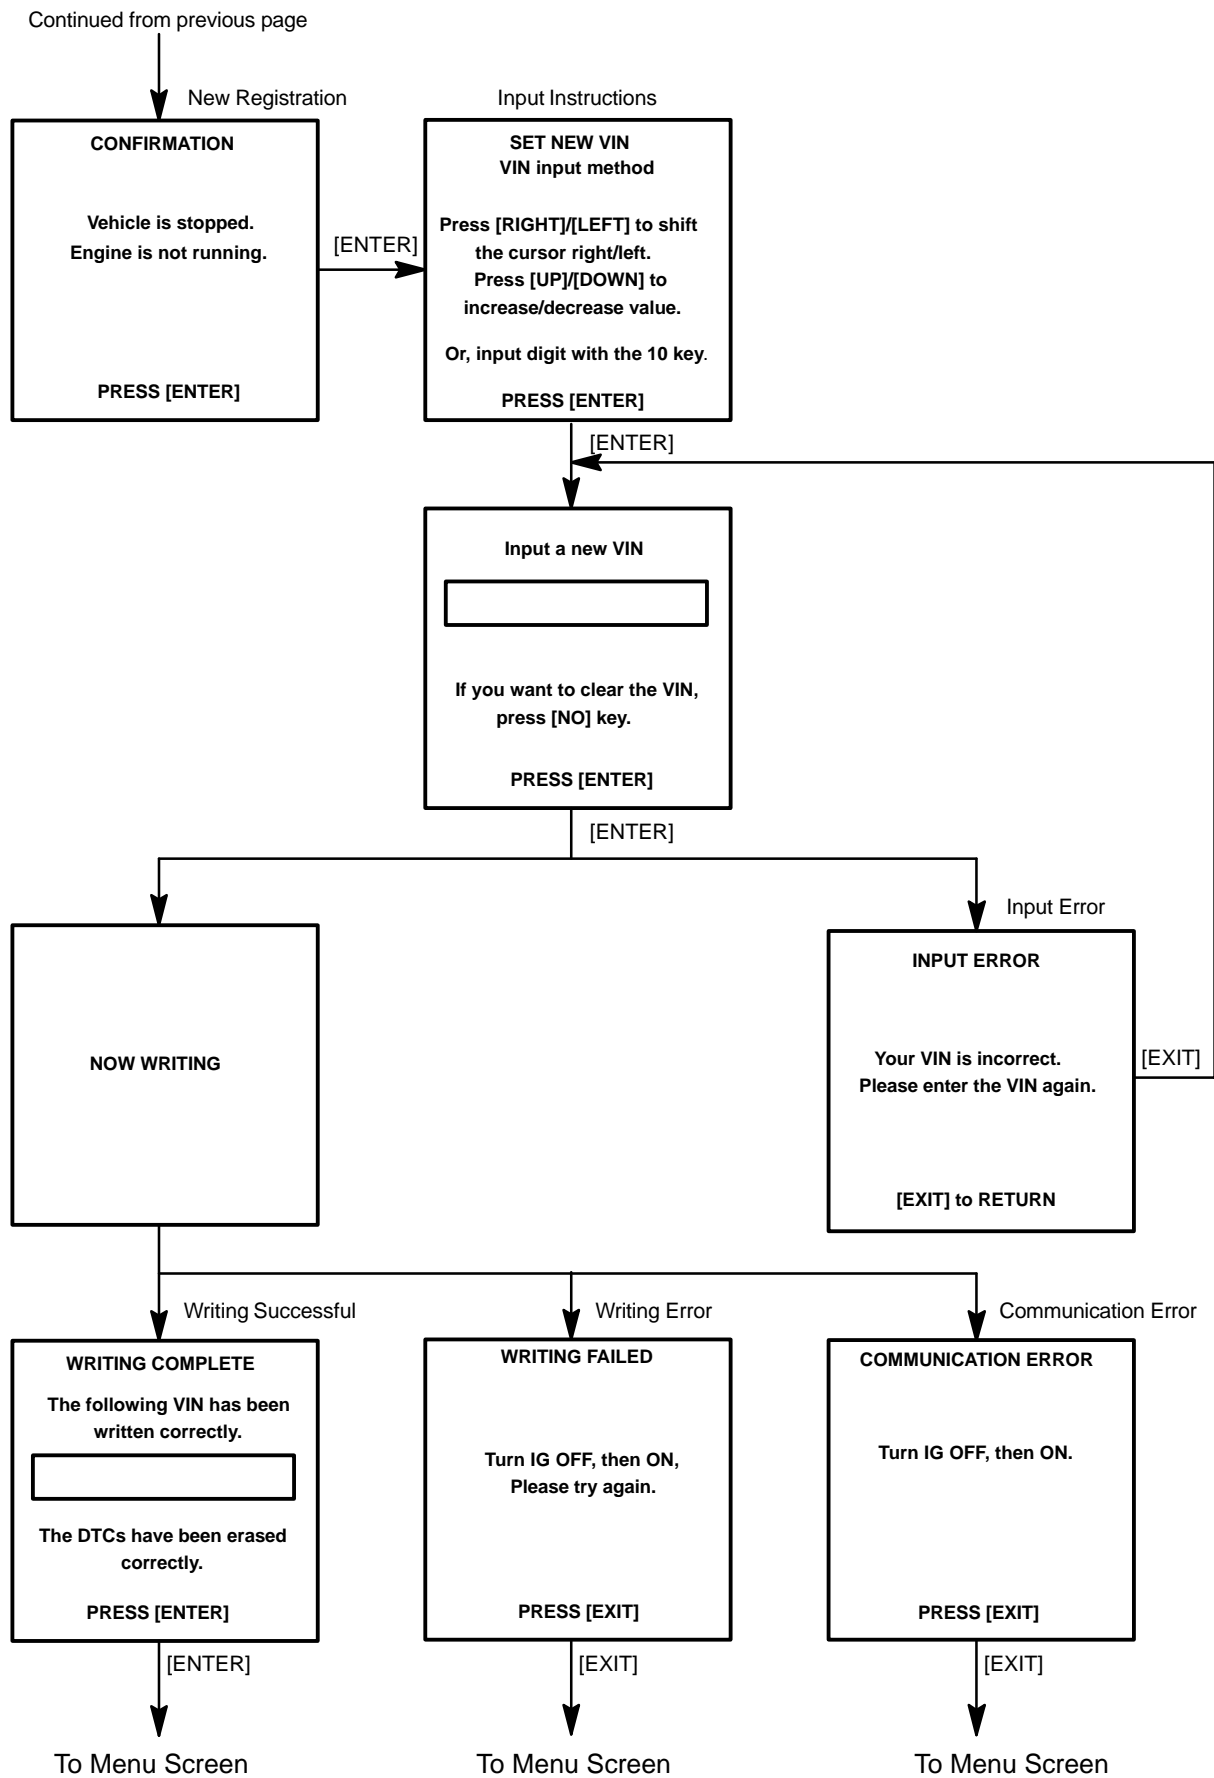 Continued from previous page
New Registration
CONFIRMATION
Vehicle is stopped.
Engine is not running.
PRESS [ENTER]
[ENTER]
Input Instructions
SET NEW VIN
VIN input method
Press [RIGHT]/[LEFT] to shift
the cursor right/left.
Press [UP]/[DOWN] to
increase/decrease value.
Or, input digit with the 10 key.
PRESS [ENTER]
[ENTER]
Input a new VIN
If you want to clear the VIN,
press [NO] key.
PRESS [ENTER]
[ENTER]
NOW WRITING
Input Error
INPUT ERROR
Your VIN is incorrect.
Please enter the VIN again.
[EXIT] to RETURN
[EXIT]
Writing Successful
WRITING COMPLETE
The following VIN has been
written correctly.
The DTCs have been erased
correctly.
PRESS [ENTER]
[ENTER]
To Menu Screen
Writing Error
WRITING FAILED
Turn IG OFF, then ON,
Please try again.
PRESS [EXIT]
[EXIT]
To Menu Screen
Communication Error
COMMUNICATION ERROR
Turn IG OFF, then ON.
PRESS [EXIT]
[EXIT]
To Menu Screen